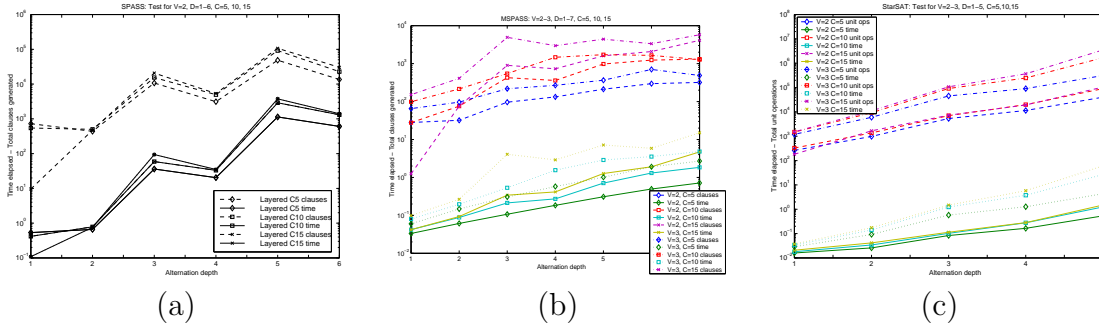 SPASS: Test for V=2, D=1−6, C=5, 10, 15
10^6
10^5
10^4
10^3
10^2
10^1
10^0
10^-1
Time elapsed − Total clauses generated
1
2
3
4
5
6
Alternation depth
Layered C5 clauses
Layered C5 time
Layered C10 clauses
Layered C10 time
Layered C15 clauses
Layered C15 time
(a)
MSPASS: V=2−3, D=1−7, C=5, 10, 15
Time elapsed − Total clauses generated
1
2
3
4
5
Alternation depth
V=2, C=5 clauses
V=2, C=5 time
V=2, C=10 clauses
V=2, C=10 time
V=2, C=15 clauses
V=2, C=15 time
V=3, C=5 clauses
V=3, C=5 time
V=3, C=10 clauses
V=3, C=10 time
V=3, C=15 clauses
V=3, C=15 time
(b)
StarSAT: Test for V=2−3, D=1−5, C=5,10,15
10^8
10^7
10^6
10^5
10^4
10^3
10^2
10^1
10^0
10^-1
10^-2
Time elapsed − Total unit operations
V=2 C=5 unit ops
V=2 C=5 time
V=2 C=10 unit ops
V=2 C=10 time
V=2 C=15 unit ops
V=2 C=15 time
V=3 C=5 unit ops
V=3 C=5 time
V=3 C=10 unit ops
V=3 C=10 time
V=3 C=15 unit ops
V=3 C=15 time
1
2
3
4
Alternation depth
(c)